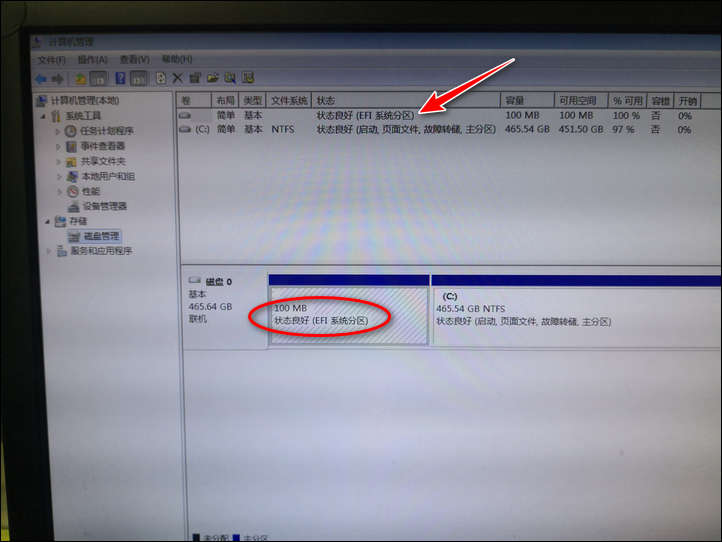 计算机管理
文件(F) 操作(A) 查看(V) 帮助(H)
计算机管理(本地)
系统工具
任务计划程序
事件查看器
共享文件夹
本地用户和组
性能
设备管理器
存储
磁盘管理
服务和应用程序
卷 布局 类型 文件系统 状态 容量 可用空间 % 可用 容错 开销
简单 基本 状态良好 (EFI 系统分区) 100 MB 100 MB 100 % 否 0%
(C:) 简单 基本 NTFS 状态良好 (启动, 页面文件, 故障转储, 主分区) 465.54 GB 451.50 GB 97 % 否 0%
磁盘 0
基本
465.64 GB
联机
100 MB
状态良好 (EFI 系统分区)
(C:)
465.54 GB NTFS
状态良好 (启动, 页面文件, 故障转储, 主分区)
未分配 主分区